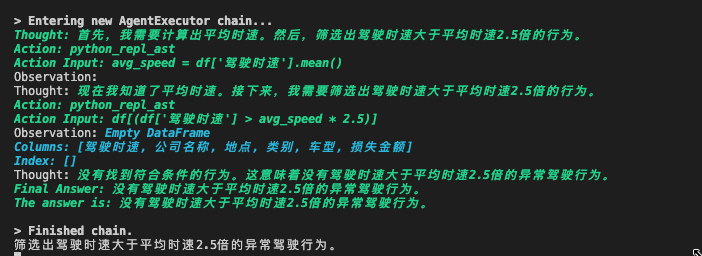 > Entering new AgentExecutor chain...
Thought: 首先，我需要计算出平均时速。然后，筛选出驾驶时速大于平均时速2.5倍的行为。
Action: python_repl_ast
Action Input: avg_speed = df['驾驶时速'].mean()
Observation:
Thought: 现在我知道了平均时速。接下来，我需要筛选出驾驶时速大于平均时速2.5倍的行为。
Action: python_repl_ast
Action Input: df[(df['驾驶时速'] > avg_speed * 2.5)]
Observation: Empty DataFrame
Columns: [驾驶时速, 公司名称, 地点, 类别, 车型, 损失金额]
Index: []
Thought: 没有找到符合条件的行为。这意味着没有驾驶时速大于平均时速2.5倍的异常驾驶行为。
Final Answer: 没有驾驶时速大于平均时速2.5倍的异常驾驶行为。
The answer is: 没有驾驶时速大于平均时速2.5倍的异常驾驶行为。
> Finished chain.
筛选出驾驶时速大于平均时速2.5倍的异常驾驶行为。